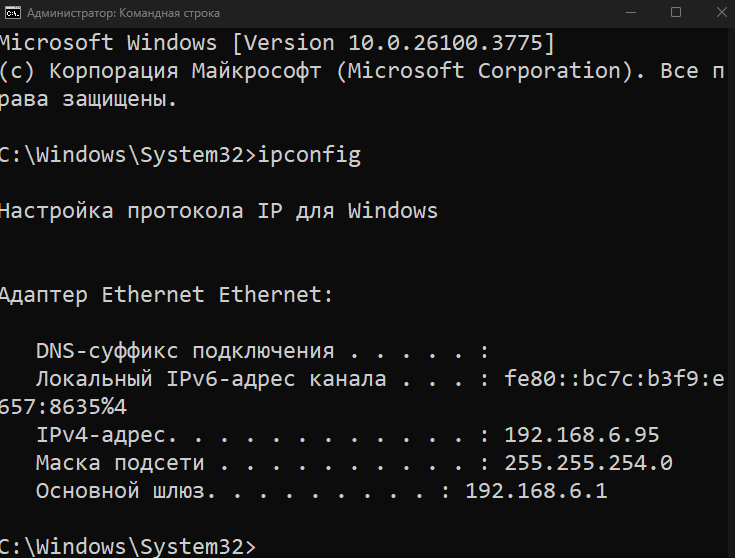 Администратор: Командная строка
Microsoft Windows [Version 10.0.26100.3775]
(c) Корпорация Майкрософт (Microsoft Corporation). Все п
рава защищены.
C:\Windows\System32>ipconfig
Настройка протокола IP для Windows
Адаптер Ethernet Ethernet:
DNS-суффикс подключения . . . . . :
Локальный IPv6-адрес канала . . . : fe80::bc7c:b3f9:e
657:8635%4
IPv4-адрес. . . . . . . . . . . . : 192.168.6.95
Маска подсети . . . . . . . . . . : 255.255.254.0
Основной шлюз. . . . . . . . . : 192.168.6.1
C:\Windows\System32>